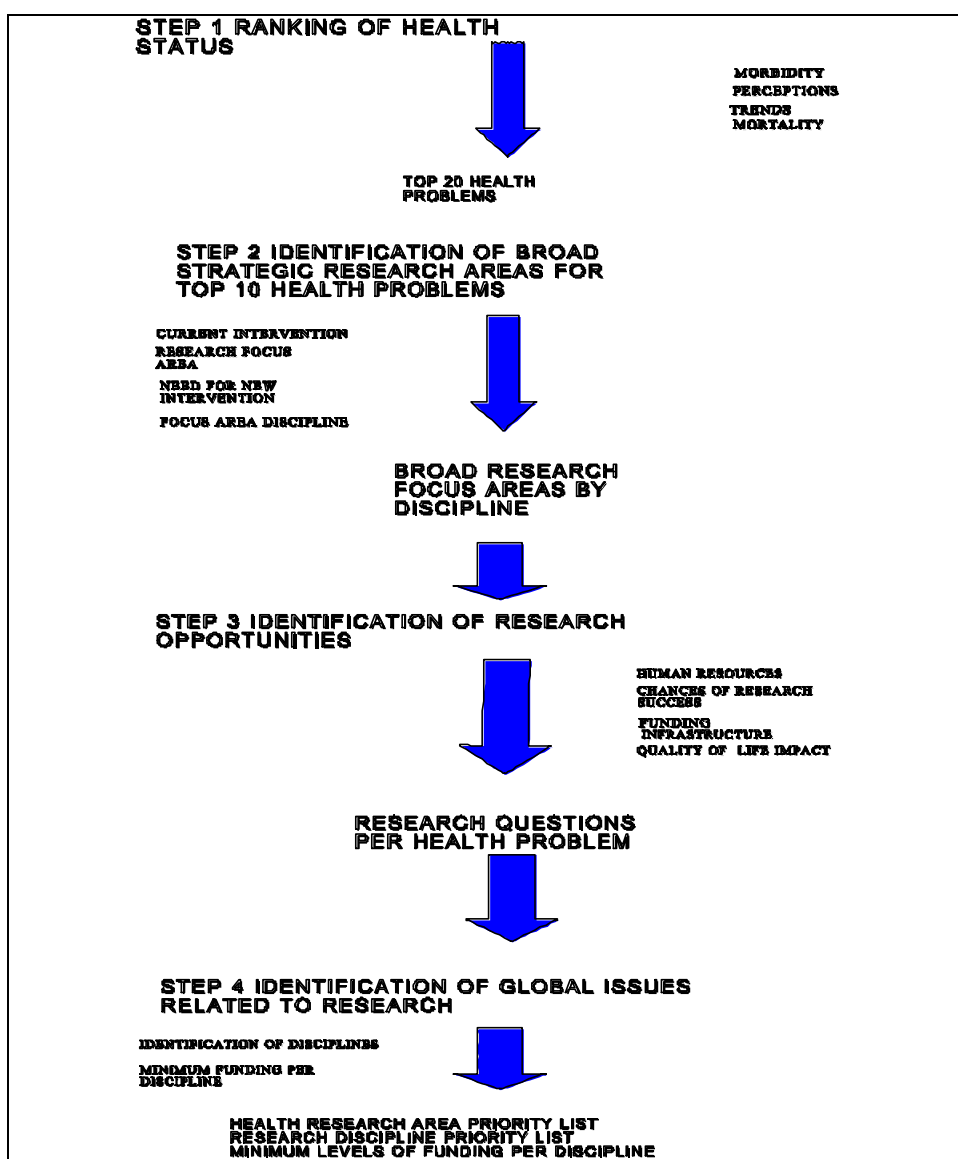 STEP 1 RANKING OF HEALTH
STATUS
MORBIDITY
PERCEPTIONS
TRENDS
MORTALITY
TOP 20 HEALTH
PROBLEMS
STEP 2 IDENTIFICATION OF BROAD
STRATEGIC RESEARCH AREAS FOR
TOP 10 HEALTH PROBLEMS
CURRENT INTERVENTION
RESEARCH FOCUS
AREA
NEED FOR NEW
INTERVENTION
FOCUS AREA DISCIPLINE
BROAD RESEARCH
FOCUS AREAS BY
DISCIPLINE
STEP 3 IDENTIFICATION OF RESEARCH
OPPORTUNITIES
HUMAN RESOURCES
CHANCES OF RESEARCH
SUCCESS
FUNDING
INFRASTRUCTURE
QUALITY OF LIFE IMPACT
RESEARCH QUESTIONS
PER HEALTH PROBLEM
STEP 4 IDENTIFICATION OF GLOBAL ISSUES
RELATED TO RESEARCH
IDENTIFICATION OF DISCIPLINES
MINIMUM FUNDING PER
DISCIPLINE
HEALTH RESEARCH AREA PRIORITY LIST
RESEARCH DISCIPLINE PRIORITY LIST
MINIMUM LEVELS OF FUNDING PER DISCIPLINE